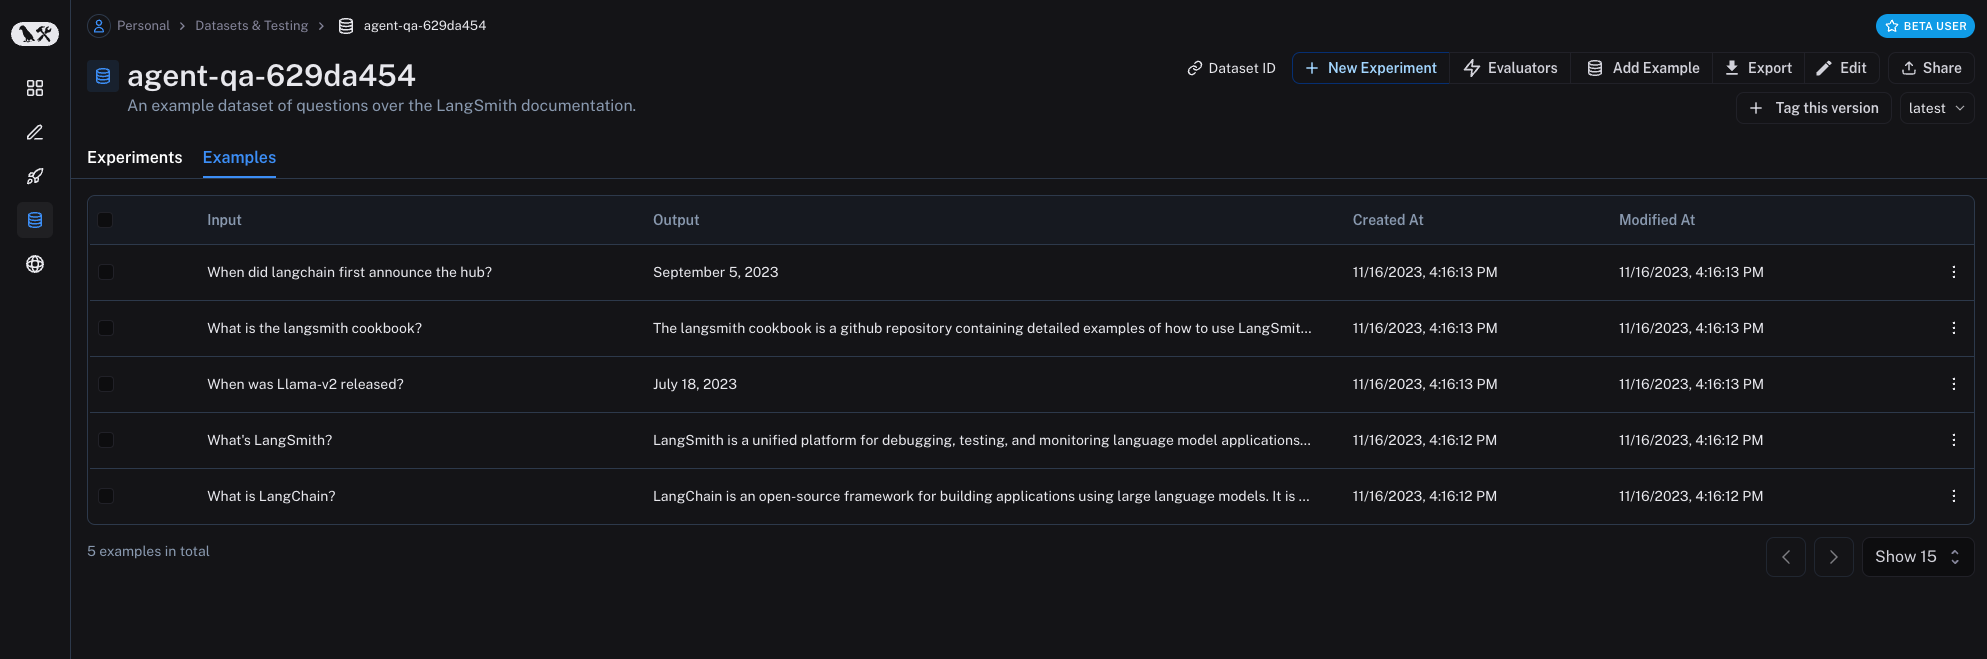 Personal > Datasets & Testing > agent-qa-629da454
BETA USER
agent-qa-629da454
An example dataset of questions over the LangSmith documentation.
Dataset ID
New Experiment
Evaluators
Add Example
Export
Edit
Share
Tag this version
latest
Experiments
Examples
Input Output Created At Modified At
When did langchain first announce the hub? September 5, 2023 11/16/2023, 4:16:13 PM 11/16/2023, 4:16:13 PM
What is the langsmith cookbook? The langsmith cookbook is a github repository containing detailed examples of how to use LangSmit... 11/16/2023, 4:16:13 PM 11/16/2023, 4:16:13 PM
When was Llama-v2 released? July 18, 2023 11/16/2023, 4:16:13 PM 11/16/2023, 4:16:13 PM
What's LangSmith? LangSmith is a unified platform for debugging, testing, and monitoring language model applications... 11/16/2023, 4:16:12 PM 11/16/2023, 4:16:12 PM
What is LangChain? LangChain is an open-source framework for building applications using large language models. It is ... 11/16/2023, 4:16:12 PM 11/16/2023, 4:16:12 PM
5 examples in total
Show 15